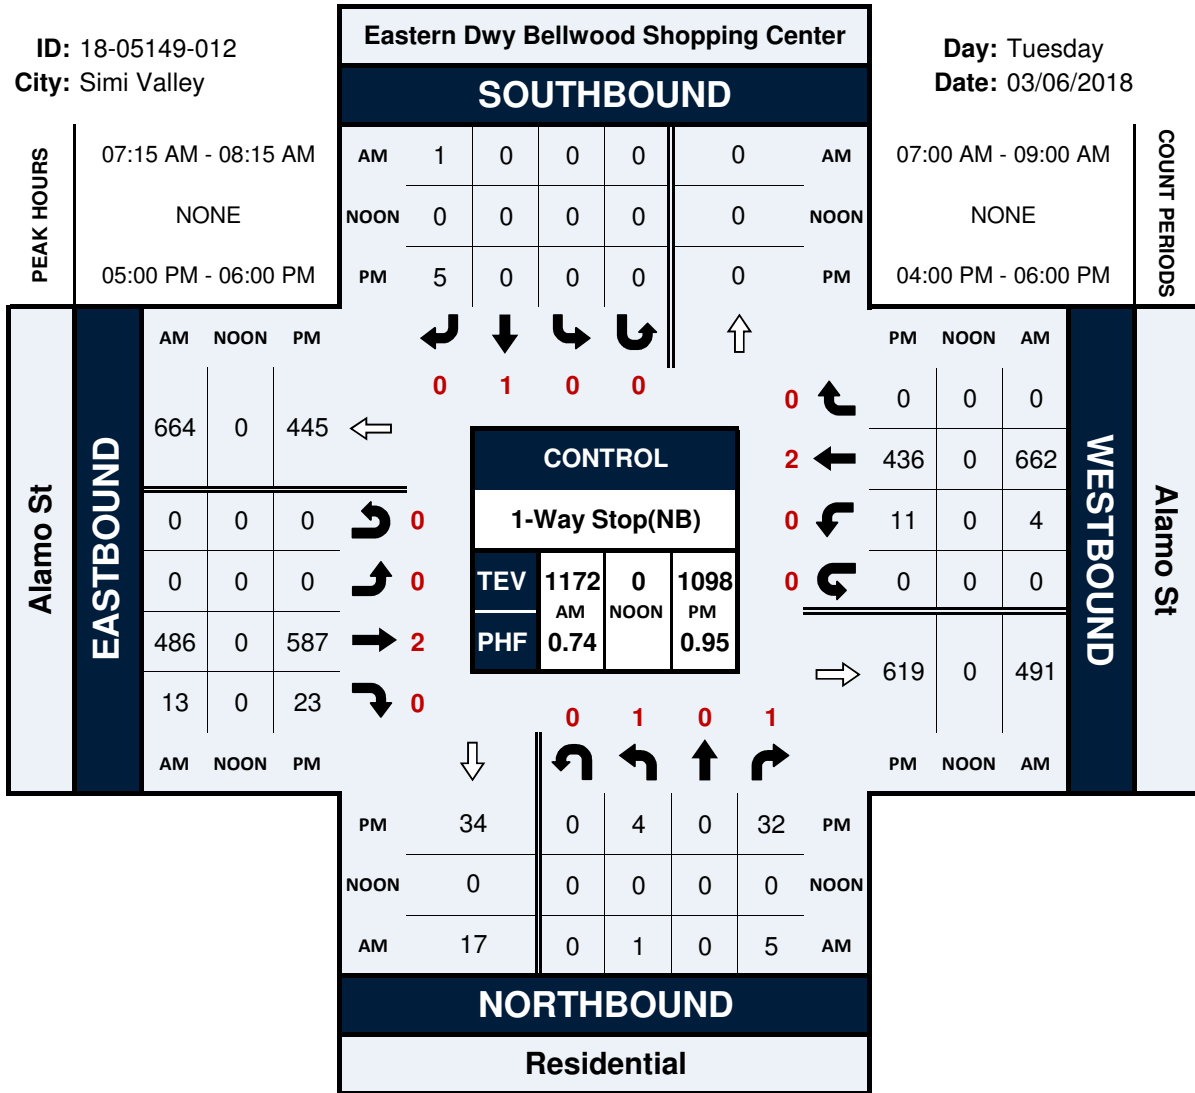 ID: 18-05149-012
City: Simi Valley
Eastern Dwy Bellwood Shopping Center
Day: Tuesday
Date: 03/06/2018
SOUTHBOUND
PEAK HOURS
07:15 AM - 08:15 AM
NONE
05:00 PM - 06:00 PM
AM 1 0 0 0 0 AM
NOON 0 0 0 0 0 NOON
PM 5 0 0 0 0 PM
07:00 AM - 09:00 AM
NONE
04:00 PM - 06:00 PM
COUNT PERIODS
0 1 0 0
Alamo St
EASTBOUND
AM NOON PM
664 0 445
0 0 0 0
0 0 0 0
486 0 587 2
13 0 23 0
AM NOON PM
CONTROL
1-Way Stop(NB)
TEV 1172 0 1098
AM NOON PM
PHF 0.74 0.95
PM NOON AM
0 0 0 0
2 436 0 662
0 11 0 4
0 0 0 0
619 0 491
PM NOON AM
WESTBOUND
Alamo St
0 1 0 1
PM 34 0 4 0 32 PM
NOON 0 0 0 0 0 NOON
AM 17 0 1 0 5 AM
NORTHBOUND
Residential